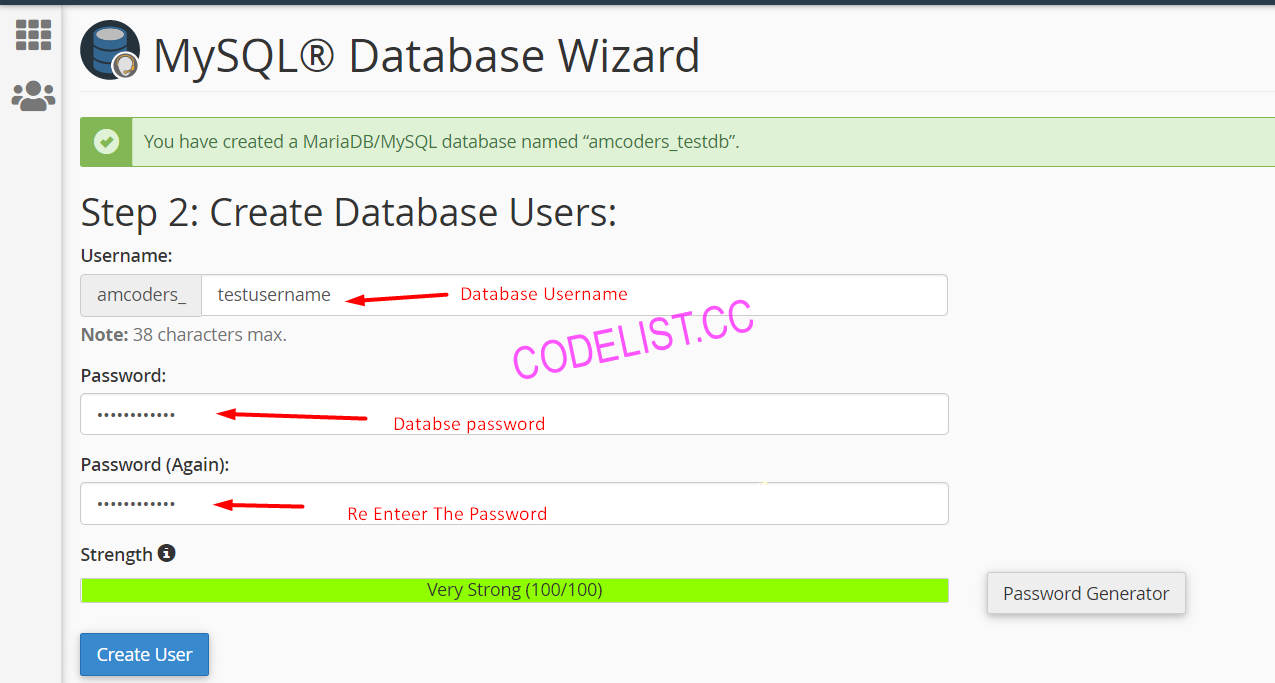 MySQL® Database Wizard
You have created a MariaDB/MySQL database named “amcoders_testdb”.
Step 2: Create Database Users:
Username:
amcoders_ testusername Database Username
Note: 38 characters max.
CODELIST.CC
Password:
•••••••••••• Databse password
Password (Again):
•••••••••••• Re Enteer The Password
Strength
Very Strong (100/100)
Password Generator
Create User